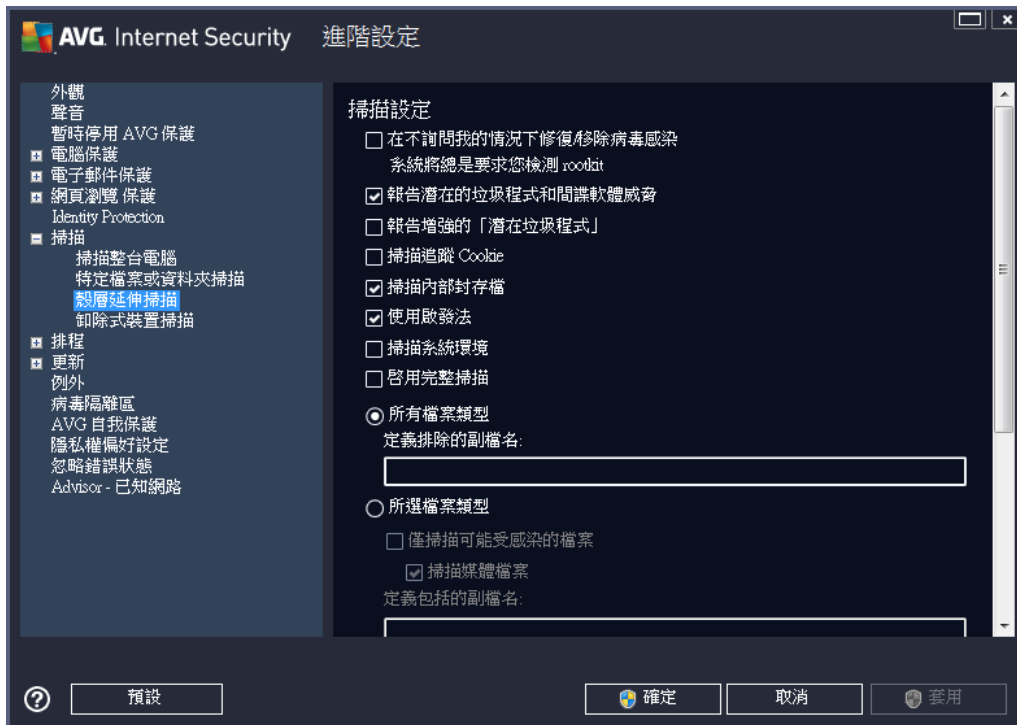 AVG. Internet Security 進階設定
外觀
聲音
暫時停用 AVG 保護
電腦保護
電子郵件保護
網頁瀏覽 保護
Identity Protection
掃描
掃描整台電腦
特定檔案或資料夾掃描
殼層延伸掃描
卸除式裝置掃描
排程
更新
例外
病毒隔離區
AVG 自我保護
隱私權偏好設定
忽略錯誤狀態
Advisor - 已知網路
掃描設定
在不詢問我的情況下修復/移除病毒感染
系統將總是要求您檢測 rootkit
報告潛在的垃圾程式和間諜軟體威脅
報告增強的「潛在垃圾程式」
掃描追蹤 Cookie
掃描內部封存檔
使用啟發法
掃描系統環境
啓用完整掃描
所有檔案類型
定義排除的副檔名:
所選檔案類型
僅掃描可能受感染的檔案
掃描媒體檔案
定義包括的副檔名:
預設
確定
取消
套用